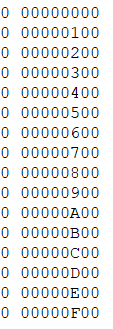 0 00000000
0 00000100
0 00000200
0 00000300
0 00000400
0 00000500
0 00000600
0 00000700
0 00000800
0 00000900
0 00000A00
0 00000B00
0 00000C00
0 00000D00
0 00000E00
0 00000F00